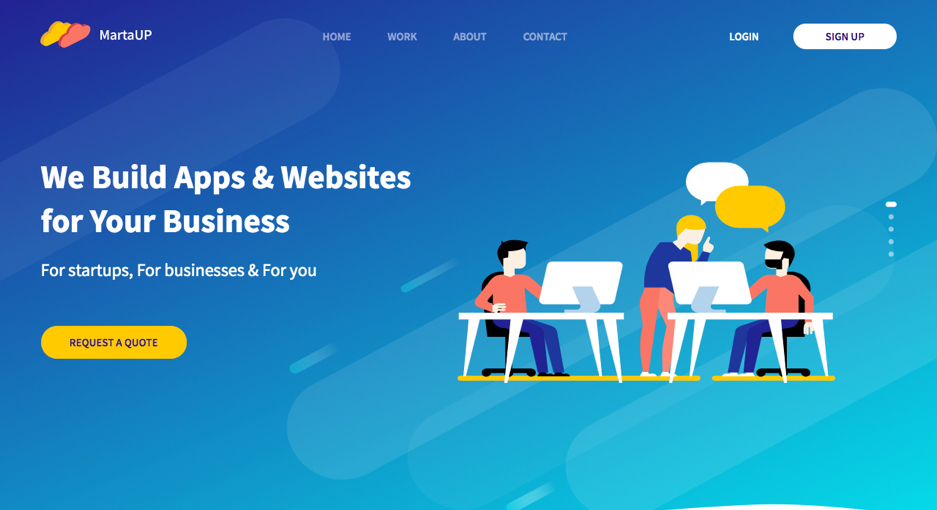 MartaUP
HOME WORK ABOUT CONTACT
LOGIN SIGN UP
We Build Apps & Websites
for Your Business
For startups, For businesses & For you
REQUEST A QUOTE